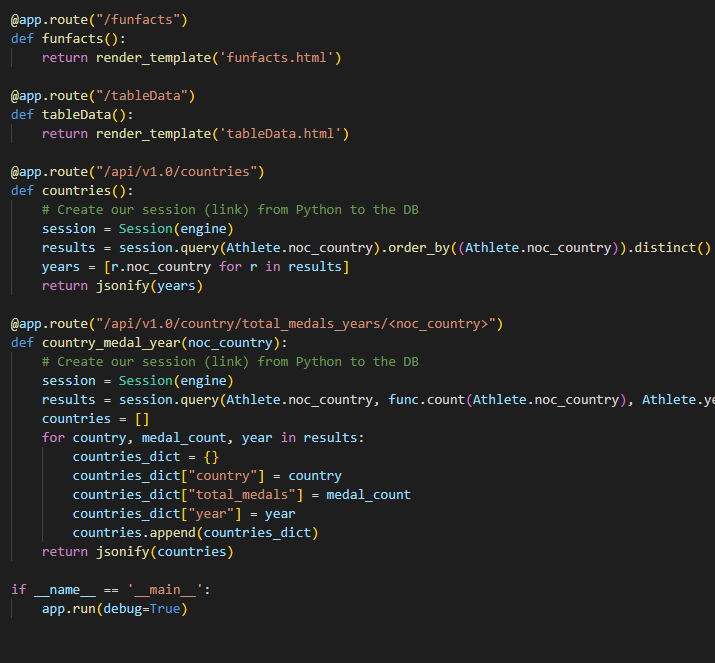 @app.route("/funfacts")
def funfacts():
    return render_template('funfacts.html')

@app.route("/tableData")
def tableData():
    return render_template('tableData.html')

@app.route("/api/v1.0/countries")
def countries():
    # Create our session (link) from Python to the DB
    session = Session(engine)
    results = session.query(Athlete.noc_country).order_by((Athlete.noc_country)).distinct()
    years = [r.noc_country for r in results]
    return jsonify(years)

@app.route("/api/v1.0/country/total_medals_years/<noc_country>")
def country_medal_year(noc_country):
    # Create our session (link) from Python to the DB
    session = Session(engine)
    results = session.query(Athlete.noc_country, func.count(Athlete.noc_country), Athlete.ye
    countries = []
    for country, medal_count, year in results:
        countries_dict = {}
        countries_dict["country"] = country
        countries_dict["total_medals"] = medal_count
        countries_dict["year"] = year
        countries.append(countries_dict)
    return jsonify(countries)

if __name__ == '__main__':
    app.run(debug=True)